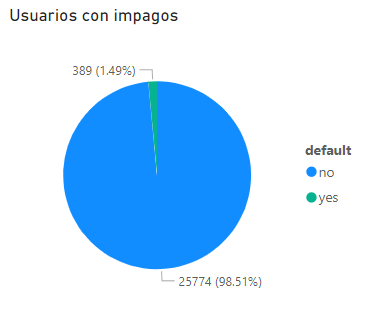 Usuarios con impagos
389 (1.49%)
default
no
yes
25774 (98.51%)